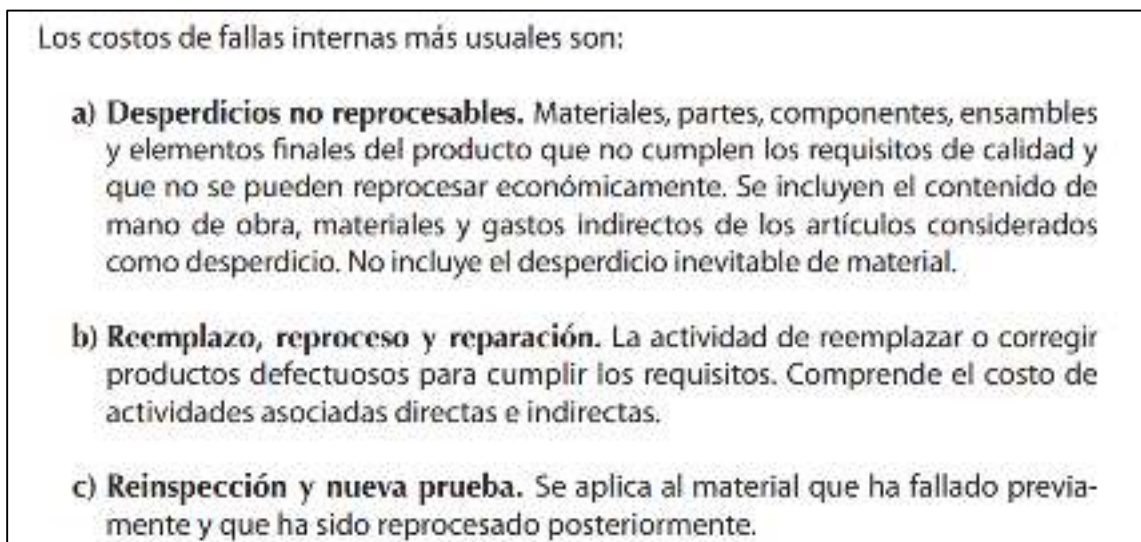 Los costos de fallas internas más usuales son:
a) Desperdicios no reprocesables. Materiales, partes, componentes, ensambles
y elementos finales del producto que no cumplen los requisitos de calidad y
que no se pueden reprocesar económicamente. Se incluyen el contenido de
mano de obra, materiales y gastos indirectos de los artículos considerados
como desperdicio. No incluye el desperdicio inevitable de material.
b) Reemplazo, reproceso y reparación. La actividad de reemplazar o corregir
productos defectuosos para cumplir los requisitos. Comprende el costo de
actividades asociadas directas e indirectas.
c) Reinspección y nueva prueba. Se aplica al material que ha fallado previa-
mente y que ha sido reprocesado posteriormente.